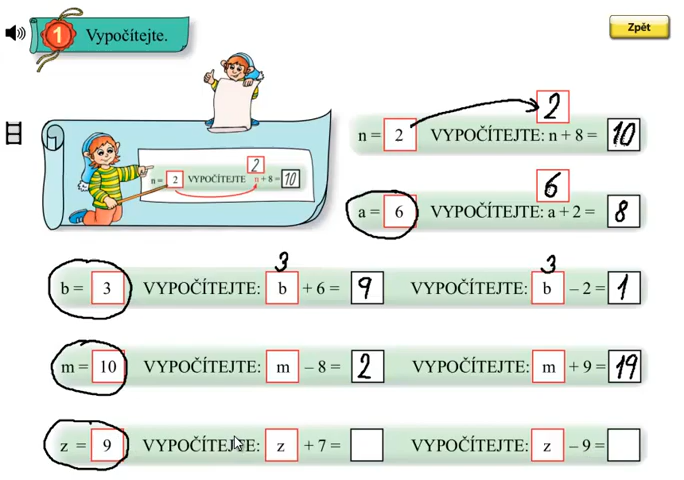 1 Vypočítejte.
Zpět
2
n = 2 VYPOČÍTEJTE: n + 8 = 10
2
n = 2 VYPOČÍTEJTE n + 8 = 10
6
a = 6 VYPOČÍTEJTE: a + 2 = 8
3 3
b = 3 VYPOČÍTEJTE: b + 6 = 9 VYPOČÍTEJTE: b – 2 = 1
m = 10 VYPOČÍTEJTE: m – 8 = 2 VYPOČÍTEJTE: m + 9 = 19
z = 9 VYPOČÍTEJTE: z + 7 = VYPOČÍTEJTE: z – 9 =